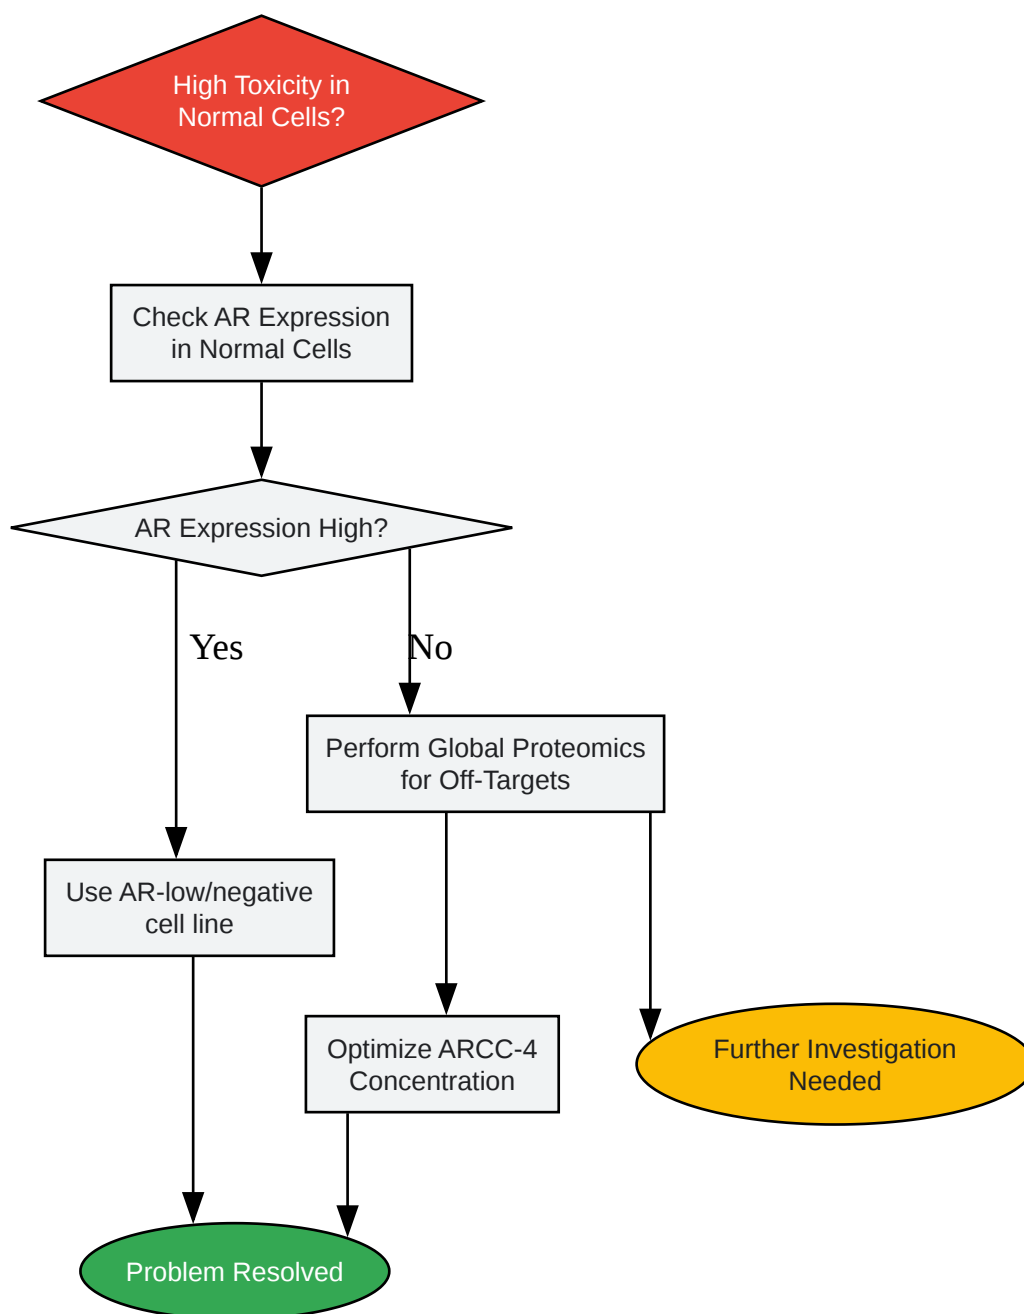 High Toxicity in
Normal Cells?
Check AR Expression
in Normal Cells
AR Expression High?
Yes
No
Perform Global Proteomics
for Off-Targets
Use AR-low/negative
cell line
Optimize ARCC-4
Concentration
Further Investigation
Needed
Problem Resolved